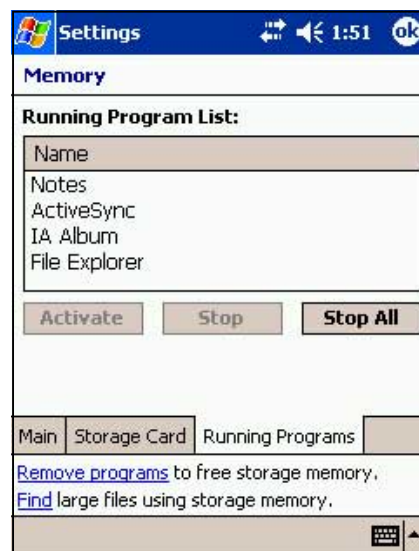 Settings 1:51 ok
Memory
Running Program List:
Name
Notes
ActiveSync
IA Album
File Explorer
Activate Stop Stop All
Main Storage Card Running Programs
Remove programs to free storage memory.
Find large files using storage memory.